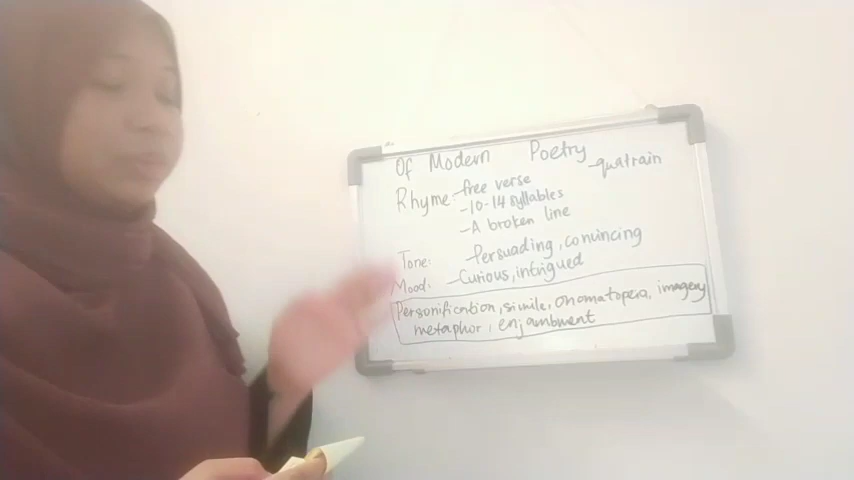 Of Modern Poetry
-quatrain
Rhyme -free verse
-10-14 syllables
-A broken line
Tone: -Persuading, convincing
Mood: -Curious, intrigued
Personification, simile, Onomatopera, imagery
metaphor, enjambment